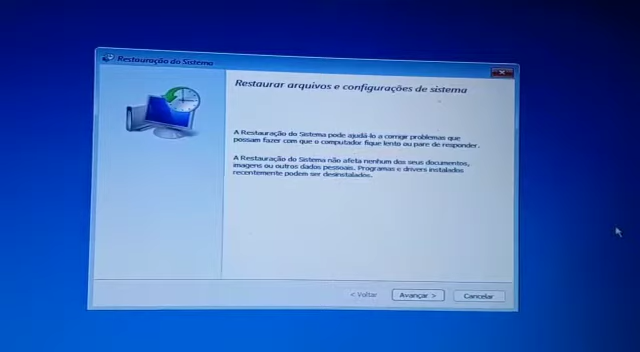 Restauração do Sistema
Restaurar arquivos e configurações de sistema
A Restauração do Sistema pode ajudá-lo a corrigir problemas que
possam fazer com que o computador fique lento ou pare de responder.
A Restauração do Sistema não afeta nenhum dos seus documentos,
imagens ou outros dados pessoais. Programas e drivers instalados
recentemente podem ser desinstalados.
< Voltar
Avançar >
Cancelar